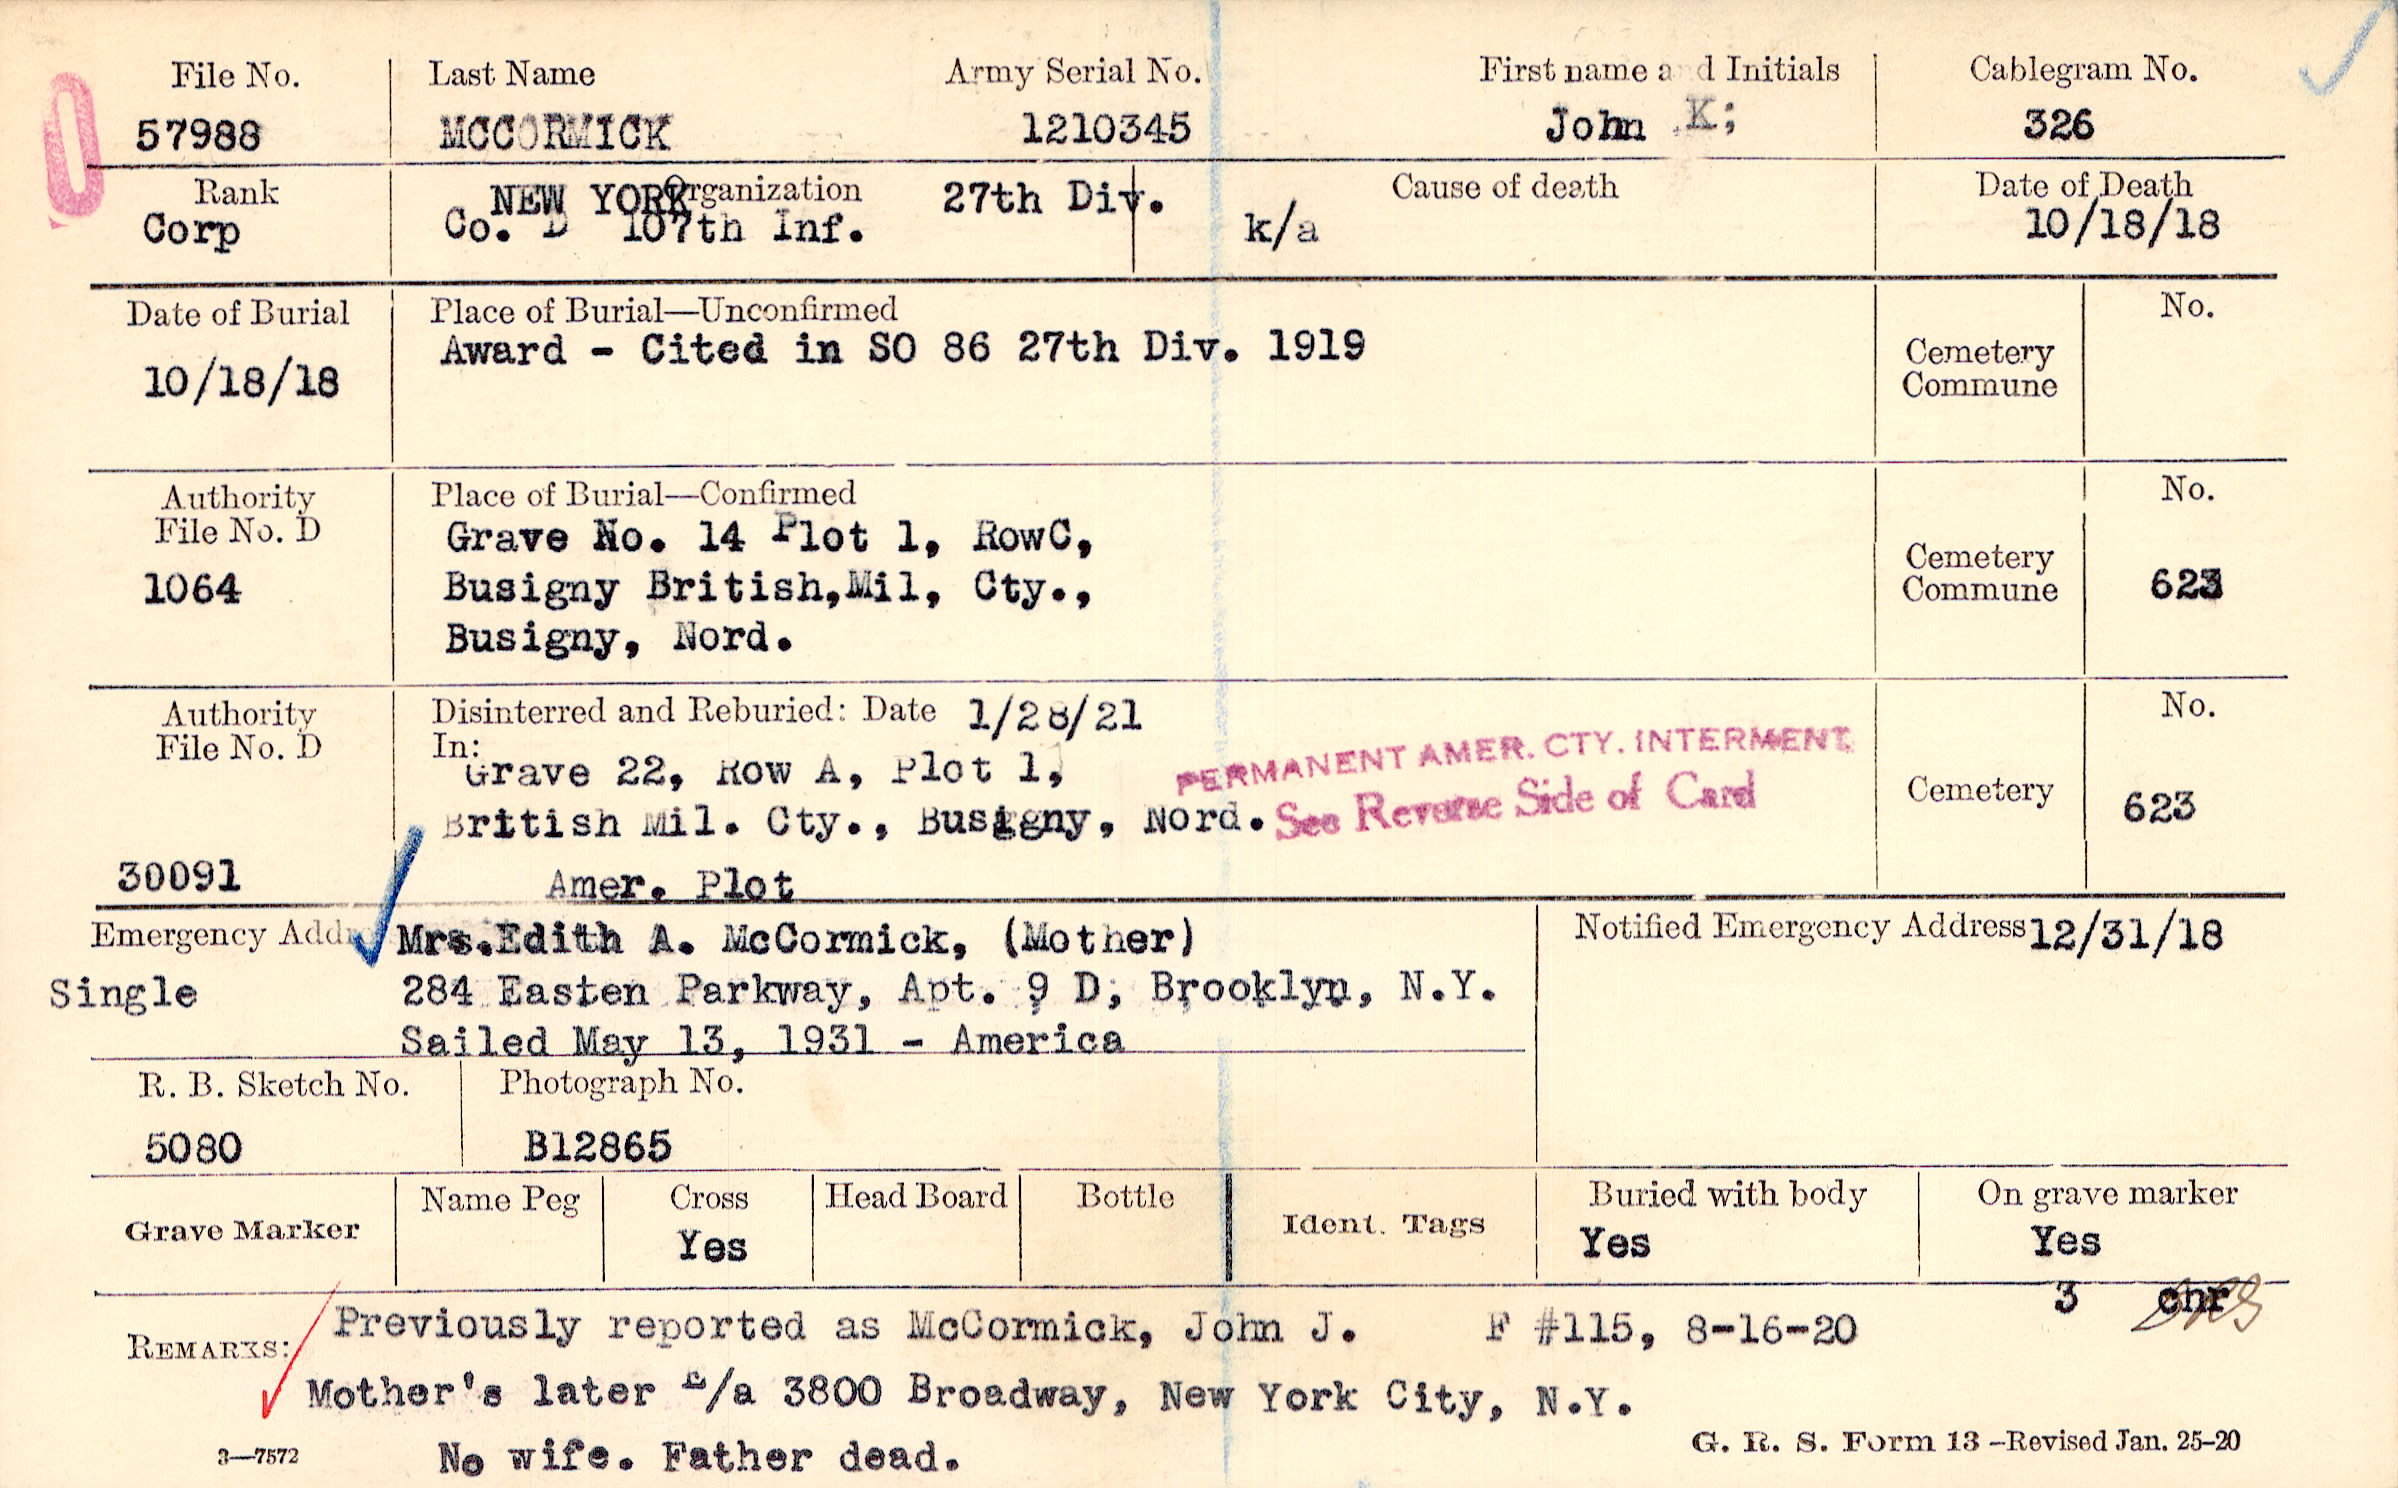 File No. Last Name Army Serial No. First name and Initials Cablegram No.
57988 MCCORMICK 1210345 John K; 326
Rank NEW YORK Organization 27th Div. Cause of death Date of Death
Corp Co. D 107th Inf. k/a 10/18/18
Date of Burial Place of Burial—Unconfirmed No.
Award - Cited in SO 86 27th Div. 1919
10/18/18 Cemetery
Commune
Authority Place of Burial—Confirmed No.
File No. D Grave No. 14 Plot 1, RowC,
1064 Busigny British,Mil, Cty., Cemetery
Commune 623
Busigny, Nord.
Authority Disinterred and Reburied: Date 1/28/21 No.
File No. D In:
Grave 22, Row A, Plot 1, PERMANENT AMER. CTY. INTERMENT
British Mil. Cty., Busigny, Nord. See Reverse Side of Card Cemetery 623
30091 Amer. Plot
Emergency Addr Mrs.Edith A. McCormick, (Mother) Notified Emergency Address 12/31/18
Single 284 Easten Parkway, Apt. 9 D, Brooklyn, N.Y.
Sailed May 13, 1931 - America
R. B. Sketch No. Photograph No.
5080 B12865
Grave Marker Name Peg Cross Head Board Bottle Ident. Tags Buried with body On grave marker
Yes Yes Yes
3 chr
REMARKS: Previously reported as McCormick, John J. F #115, 8-16-20
Mother's later E/a 3800 Broadway, New York City, N.Y.
No wife. Father dead.
3—7572 G. R. S. Form 13 -Revised Jan. 25-20